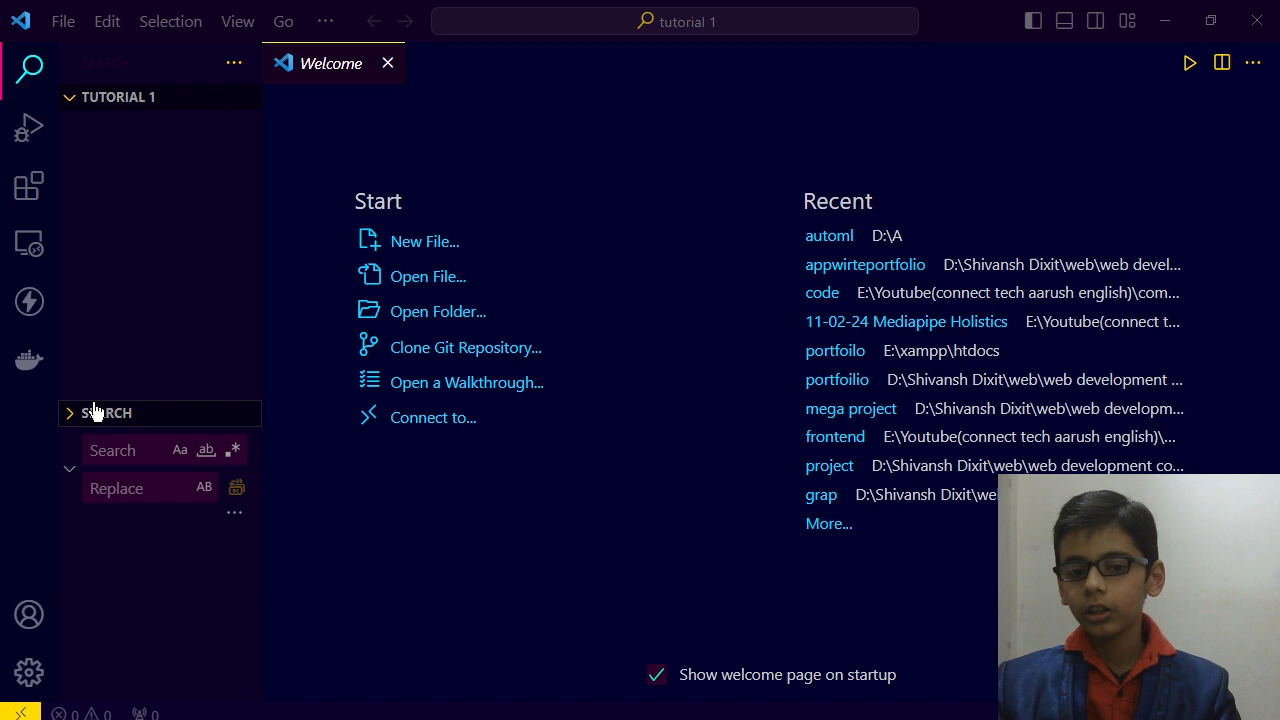 File Edit Selection View Go ···
tutorial 1
SEARCH
Welcome
TUTORIAL 1
Start
New File...
Open File...
Open Folder...
Clone Git Repository...
Open a Walkthrough...
Connect to...
Recent
automl D:\A
appwirteportfolio D:\Shivansh Dixit\web\web devel...
code E:\Youtube(connect tech aarush english)\com...
11-02-24 Mediapipe Holistics E:\Youtube(connect t...
portfoilo E:\xampp\htdocs
portfoilio D:\Shivansh Dixit\web\web development ...
mega project D:\Shivansh Dixit\web\web developm...
frontend E:\Youtube(connect tech aarush english)\...
project D:\Shivansh Dixit\web\web development co...
grap D:\Shivansh Dixit\we
More...
SEARCH
Search Aa ab .*
Replace AB
...
Show welcome page on startup
0 0 0